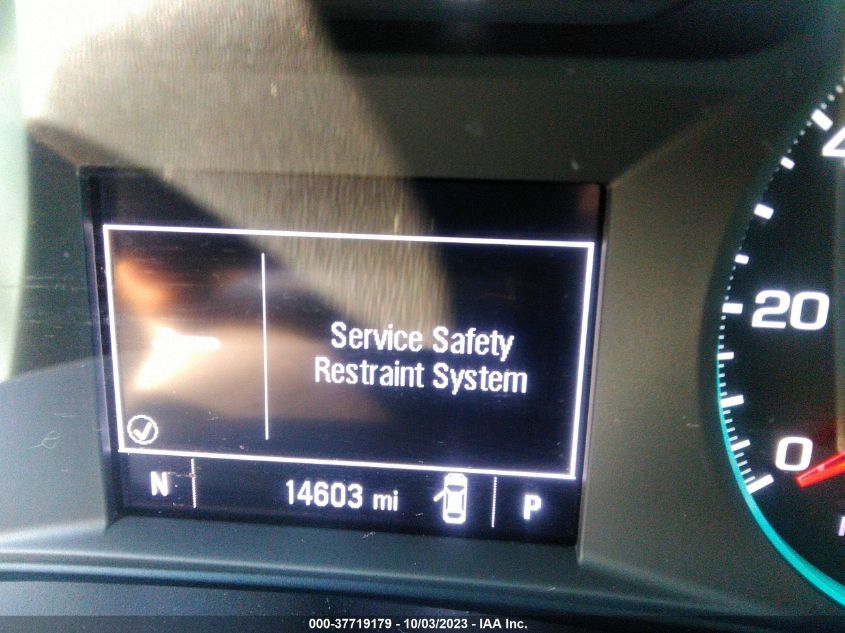 Service Safety
Restraint System
N 14603 mi P
20
0
000-37719179 - 10/03/2023 - IAA Inc.